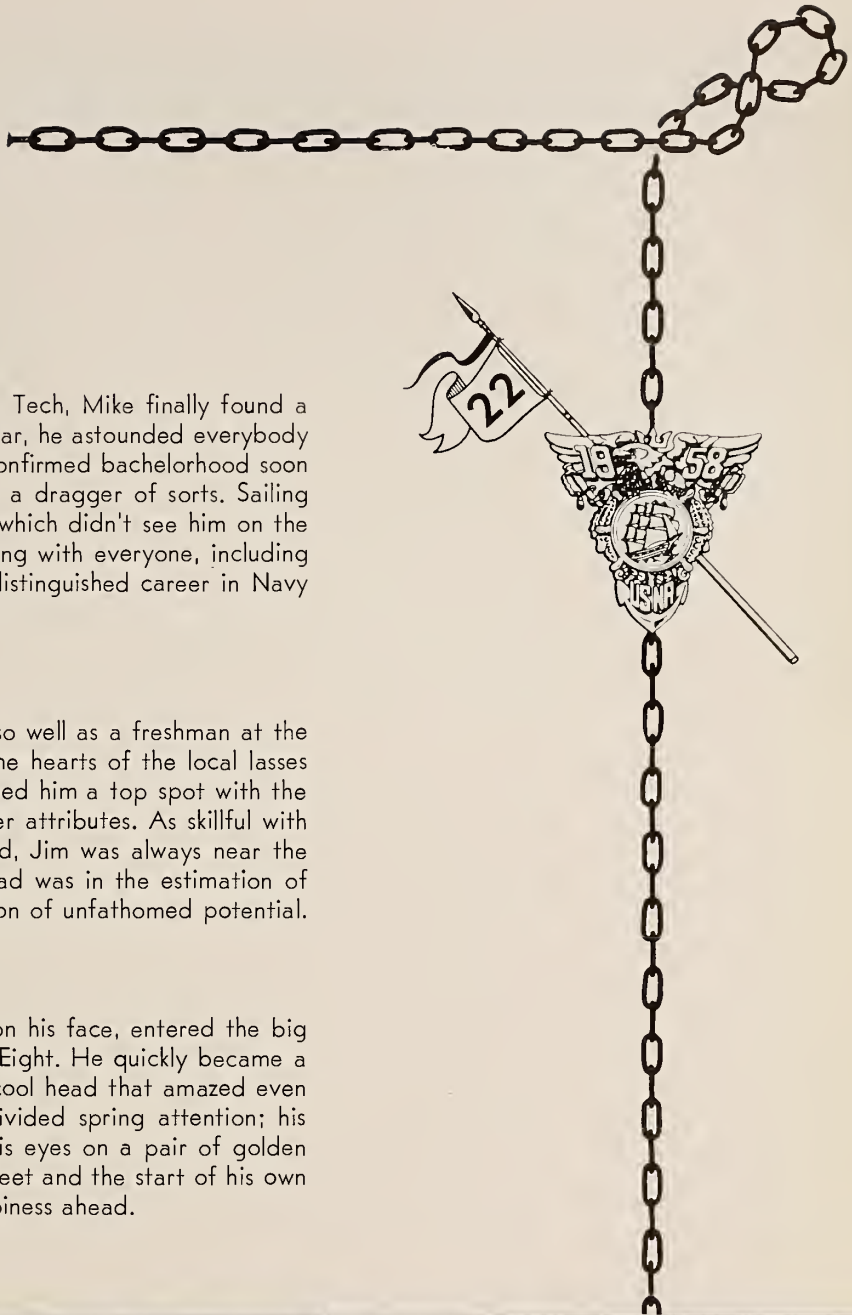 Tech, Mike finally found a
ar, he astounded everybody
onfirmed bachelorhood soon
a dragger of sorts. Sailing
which didn't see him on the
ng with everyone, including
distinguished career in Navy
so well as a freshman at the
ne hearts of the local lasses
ed him a top spot with the
er attributes. As skillful with
d, Jim was always near the
ad was in the estimation of
on of unfathomed potential.
on his face, entered the big
Eight. He quickly became a
cool head that amazed even
ivided spring attention; his
is eyes on a pair of golden
eet and the start of his own
piness ahead.
22
19 58
USNA